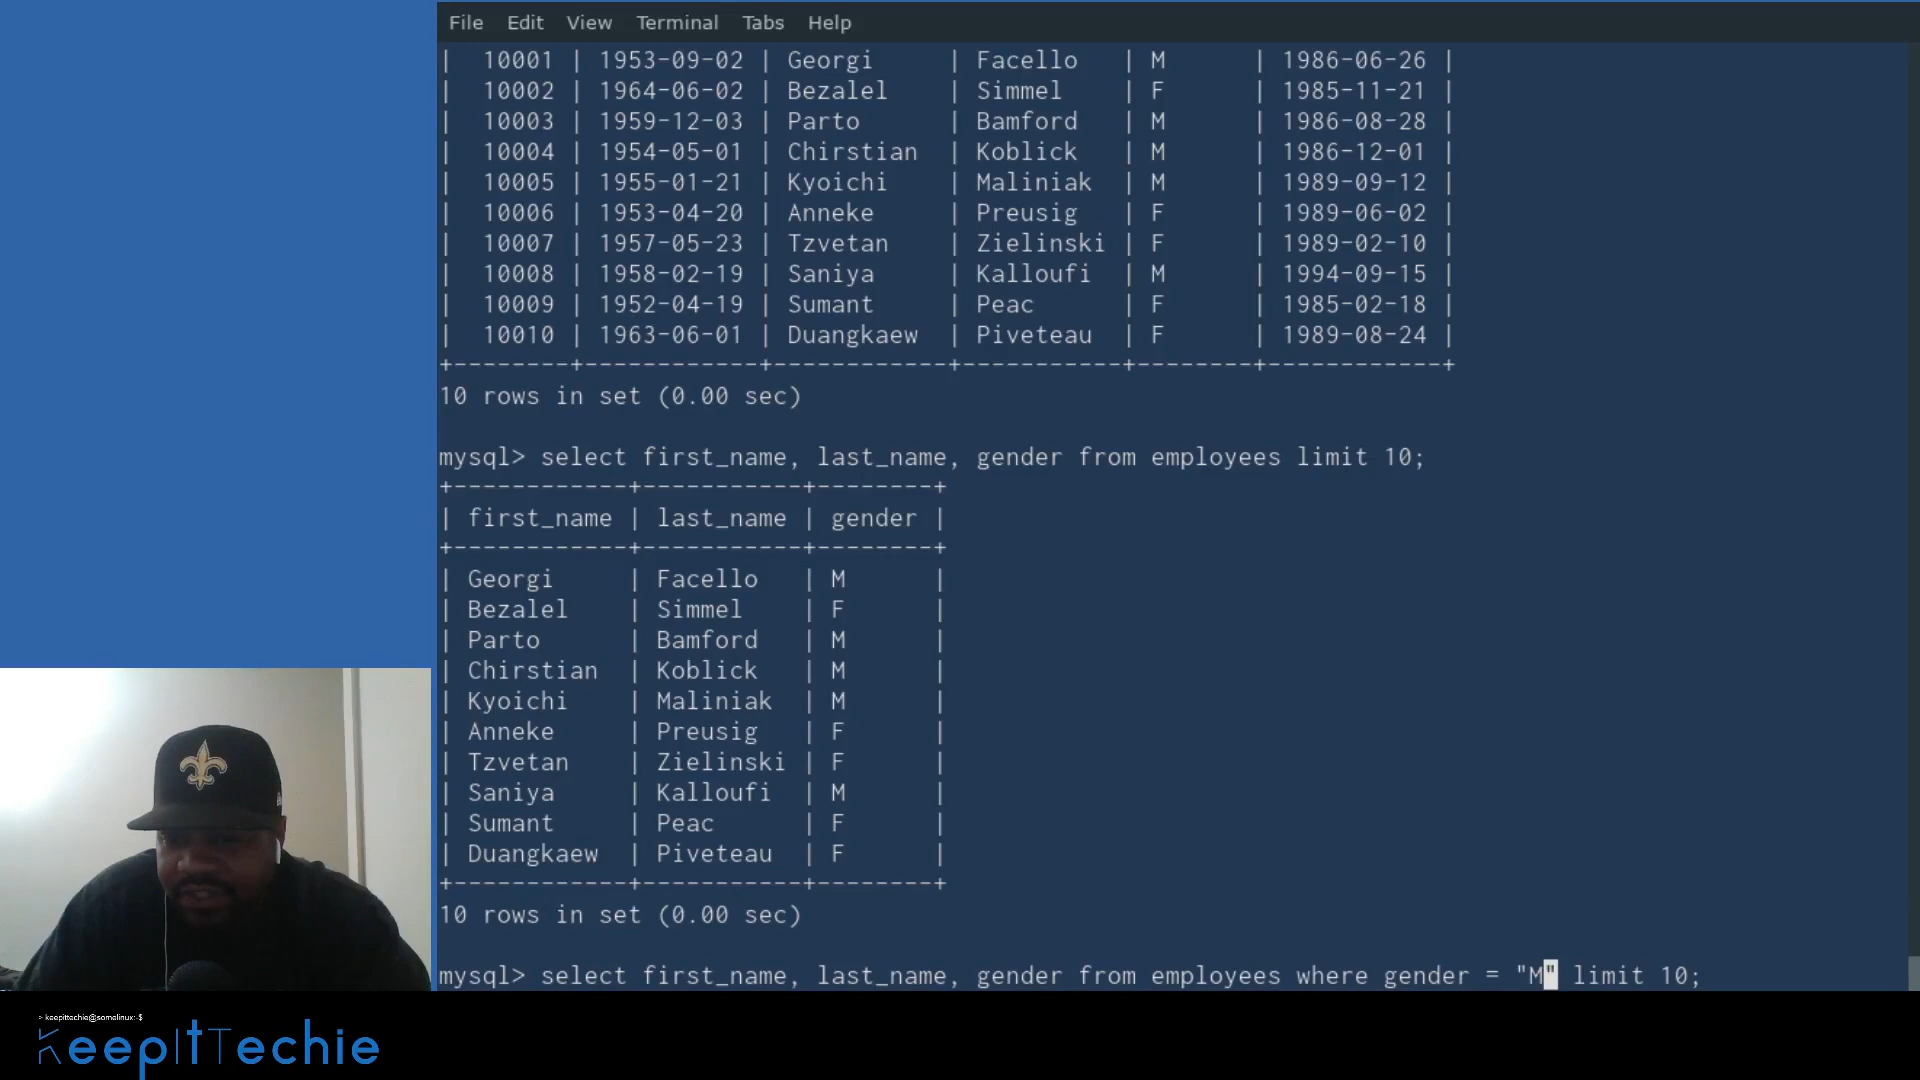 File Edit View Terminal Tabs Help
| 10001 | 1953-09-02 | Georgi | Facello | M | 1986-06-26 |
| 10002 | 1964-06-02 | Bezalel | Simmel | F | 1985-11-21 |
| 10003 | 1959-12-03 | Parto | Bamford | M | 1986-08-28 |
| 10004 | 1954-05-01 | Chirstian | Koblick | M | 1986-12-01 |
| 10005 | 1955-01-21 | Kyoichi | Maliniak | M | 1989-09-12 |
| 10006 | 1953-04-20 | Anneke | Preusig | F | 1989-06-02 |
| 10007 | 1957-05-23 | Tzvetan | Zielinski | F | 1989-02-10 |
| 10008 | 1958-02-19 | Saniya | Kalloufi | M | 1994-09-15 |
| 10009 | 1952-04-19 | Sumant | Peac | F | 1985-02-18 |
| 10010 | 1963-06-01 | Duangkaew | Piveteau | F | 1989-08-24 |
+--------+------------+------------+-----------+--------+------------+
10 rows in set (0.00 sec)
mysql> select first_name, last_name, gender from employees limit 10;
+------------+-----------+--------+
| first_name | last_name | gender |
+------------+-----------+--------+
| Georgi | Facello | M |
| Bezalel | Simmel | F |
| Parto | Bamford | M |
| Chirstian | Koblick | M |
| Kyoichi | Maliniak | M |
| Anneke | Preusig | F |
| Tzvetan | Zielinski | F |
| Saniya | Kalloufi | M |
| Sumant | Peac | F |
| Duangkaew | Piveteau | F |
+------------+-----------+--------+
10 rows in set (0.00 sec)
mysql> select first_name, last_name, gender from employees where gender = "M" limit 10;
> keepittechie@somelinux:-$
KeepItTechie